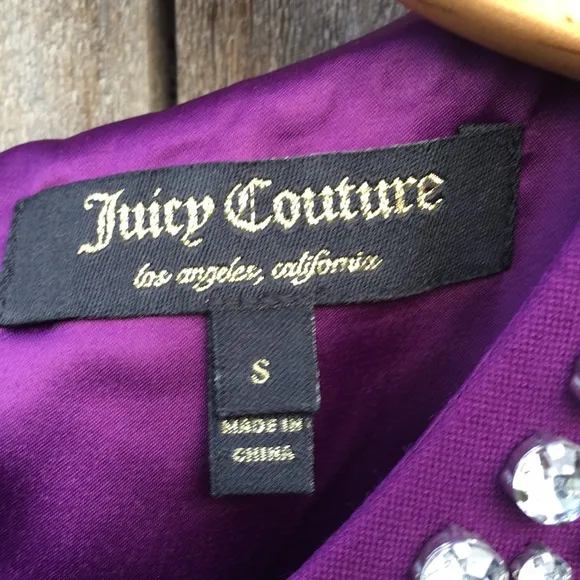 Juicy Couture
los angeles, california
S
MADE IN
CHINA